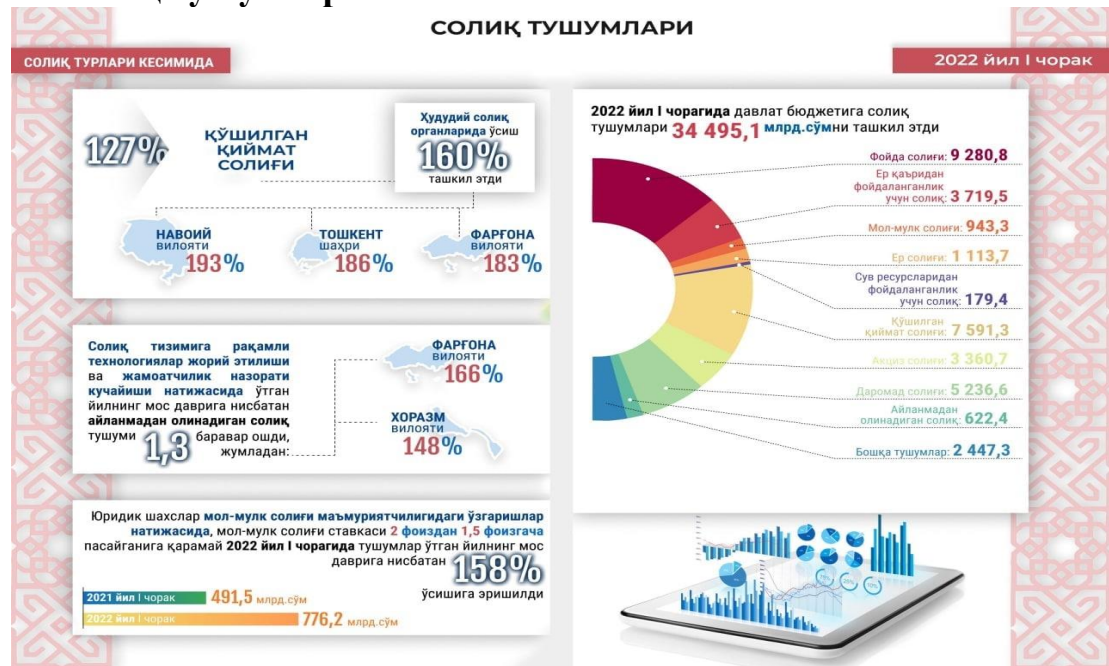 СОЛИҚ ТУШУМЛАРИ
СОЛИҚ ТУРЛАРИ КЕСИМИДА
2022 йил I чорак
127%
ҚЎШИЛГАН
ҚИЙМАТ
СОЛИҒИ
Ҳудудий солиқ
органларида ўсиш
160%
ташкил этди
НАВОИЙ
вилояти
193%
ТОШКЕНТ
шаҳри
186%
ФАРҒОНА
вилояти
183%
Солиқ тизимига рақамли
технологиялар жорий этилиши
ва жамоатчилик назорати
кучайиши натижасида ўтган
йилнинг мос даврига нисбатан
айланмадан олинадиган солиқ
тушуми 1,3 баравар ошди,
жумладан:
ФАРҒОНА
вилояти
166%
ХОРАЗМ
вилояти
148%
Юридик шахслар мол-мулк солиғи маъмуриятчилигидаги ўзгаришлар
натижасида, мол-мулк солиғи ставкаси 2 фоиздан 1,5 фоизгача
пасайганига қарамай 2022 йил I чорагида тушумлар ўтган йилнинг мос
даврига нисбатан 158%
ўсишига эришилди
2021 йил I чорак 491,5 млрд.сўм
2022 йил I чорак 776,2 млрд.сўм
2022 йил I чорагида давлат бюджетига солиқ
тушумлари 34 495,1 млрд.сўмни ташкил этди
Фойда солиғи: 9 280,8
Ер қаъридан
фойдаланганлик
учун солиқ: 3 719,5
Мол-мулк солиғи: 943,3
Ер солиғи: 1 113,7
Сув ресурсларидан
фойдаланганлик
учун солиқ: 179,4
Қўшилган
қиймат солиғи: 7 591,3
Акциз солиғи: 3 360,7
Даромад солиғи: 5 236,6
Айланмадан
олинадиган солиқ: 622,4
Бошқа тушумлар: 2 447,3